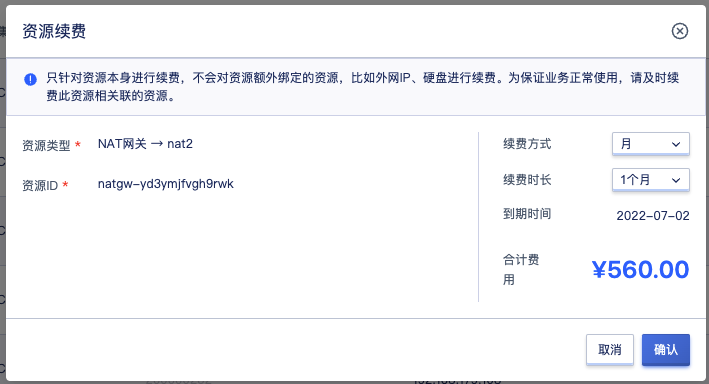 资源续费
只针对资源本身进行续费，不会对资源额外绑定的资源，比如外网IP、硬盘进行续费。为保证业务正常使用，请及时续
费此资源相关联的资源。
资源类型 * NAT网关 → nat2
资源ID * natgw-yd3ymjfvgh9rwk
续费方式 月
续费时长 1个月
到期时间 2022-07-02
合计费
用
¥560.00
取消 确认